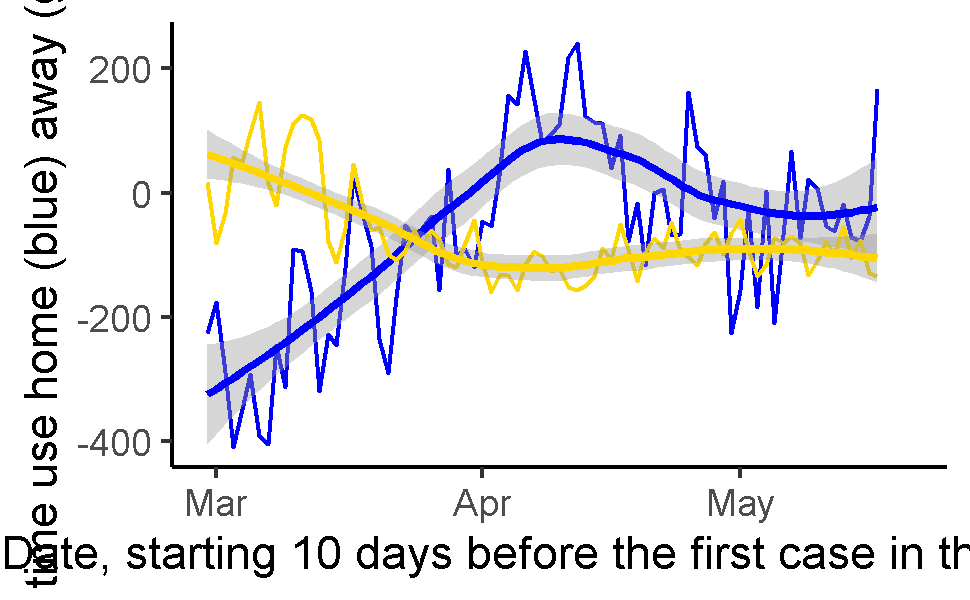 time use home (blue) away (
200
0
-200
-400
Mar Apr May
Date, starting 10 days before the first case in th